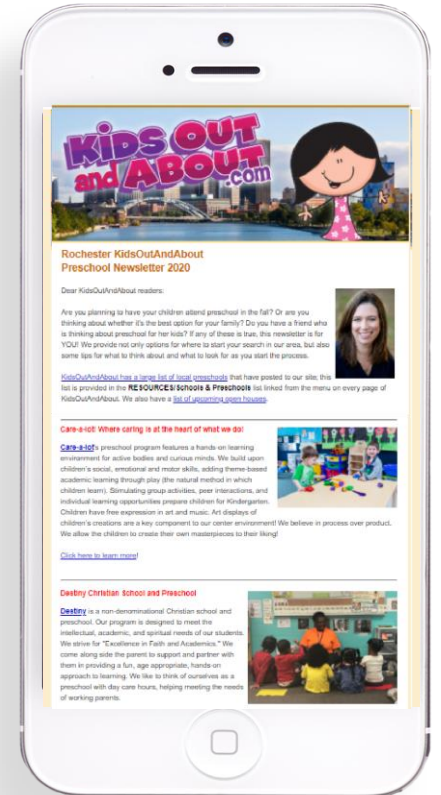 KiDS OUT
and ABOUT
.com
Rochester KidsOutAndAbout
Preschool Newsletter 2020
Dear KidsOutAndAbout readers:
Are you planning to have your children attend preschool in the fall? Or are you
thinking about whether it's the best option for your family? Do you have a friend who
is thinking about preschool for her kids? If any of these is true, this newsletter is for
YOU! We provide not only options for where to start your search in our area, but also
some tips for what to think about and what to look for as you start the process.
KidsOutAndAbout has a large list of local preschools that have posted to our site; this
list is provided in the RESOURCES/Schools & Preschools list linked from the menu on every page of
KidsOutAndAbout. We also have a list of upcoming open houses.
Care-a-lot: Where caring is at the heart of what we do!
Care-a-lot's preschool program features a hands-on learning
environment for active bodies and curious minds. We build upon
children's social, emotional and motor skills, adding theme-based
academic learning through play (the natural method in which
children learn). Stimulating group activities, peer interactions, and
individual learning opportunities prepare children for Kindergarten.
Children have free expression in art and music. Art displays of
children's creations are a key component to our center environment! We believe in process over product.
We allow the children to create their own masterpieces to their liking!
Click here to learn more!
Destiny Christian School and Preschool
Destiny is a non-denominational Christian school and
preschool. Our program is designed to meet the
intellectual, academic, and spiritual needs of our students.
We strive for "Excellence in Faith and Academics." We
come along side the parent to support and partner with
them in providing a fun, age appropriate, hands on
approach to learning. We like to think of ourselves as a
preschool with day care hours, helping meeting the needs
of working parents.